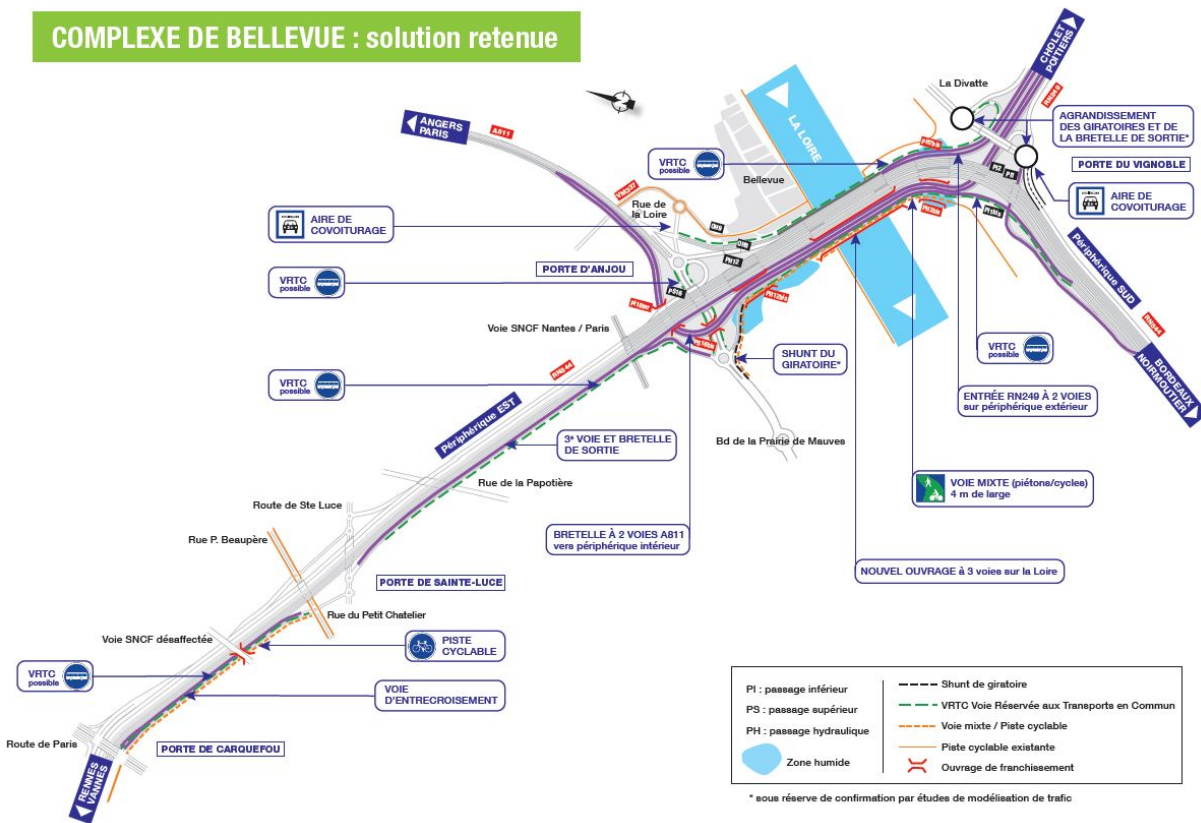 COMPLEXE DE BELLEVUE : solution retenue
CHOLET
POITIERS
RN249
La Divatte
AGRANDISSEMENT
DES GIRATOIRES ET DE
LA BRETELLE DE SORTIE*
PORTE DU VIGNOBLE
AIRE DE
COVOITURAGE
ANGERS
PARIS
A811
LA LOIRE
VRTC
possible
Bellevue
VM337
Rue de
la Loire
AIRE DE
COVOITURAGE
PORTE D'ANJOU
PH12
PS16
VRTC
possible
Voie SNCF Nantes / Paris
PH12bis
Périphérique SUD
RN844
BORDEAUX
NOIRMOUTIER
VRTC
possible
SHUNT DU
GIRATOIRE*
RN844
VRTC
possible
ENTRÉE RN249 À 2 VOIES
sur périphérique extérieur
Périphérique EST
3e VOIE ET BRETELLE
DE SORTIE
Bd de la Prairie de Mauves
VOIE MIXTE (piétons/cycles)
4 m de large
Rue de la Papotière
Route de Ste Luce
BRETELLE À 2 VOIES A811
vers périphérique intérieur
Rue P. Beaupère
NOUVEL OUVRAGE à 3 voies sur la Loire
PORTE DE SAINTE-LUCE
Rue du Petit Chatelier
Voie SNCF désaffectée
PISTE
CYCLABLE
VRTC
possible
VOIE
D'ENTRECROISEMENT
Route de Paris
PORTE DE CARQUEFOU
RENNES
VANNES
PI : passage inférieur
PS : passage supérieur
PH : passage hydraulique
Zone humide
Shunt de giratoire
VRTC Voie Réservée aux Transports en Commun
Voie mixte / Piste cyclable
Piste cyclable existante
Ouvrage de franchissement
* sous réserve de confirmation par études de modélisation de trafic